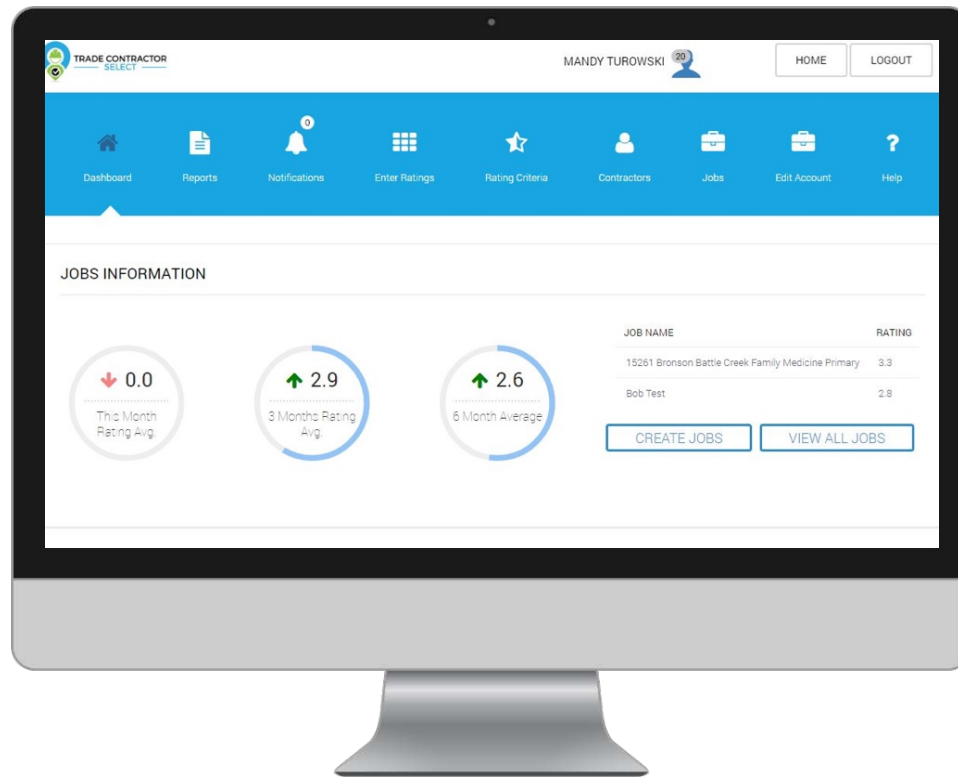 TRADE CONTRACTOR
SELECT
MANDY TUROWSKI
20
HOME
LOGOUT
0
Dashboard
Reports
Notifications
Enter Ratings
Rating Criteria
Contractors
Jobs
Edit Account
?
Help
JOBS INFORMATION
0.0
This Month
Rating Avg.
2.9
3 Months Rating
Avg.
2.6
6 Month Average
JOB NAME RATING
15261 Bronson Battle Creek Family Medicine Primary 3.3
Bob Test 2.8
CREATE JOBS
VIEW ALL JOBS